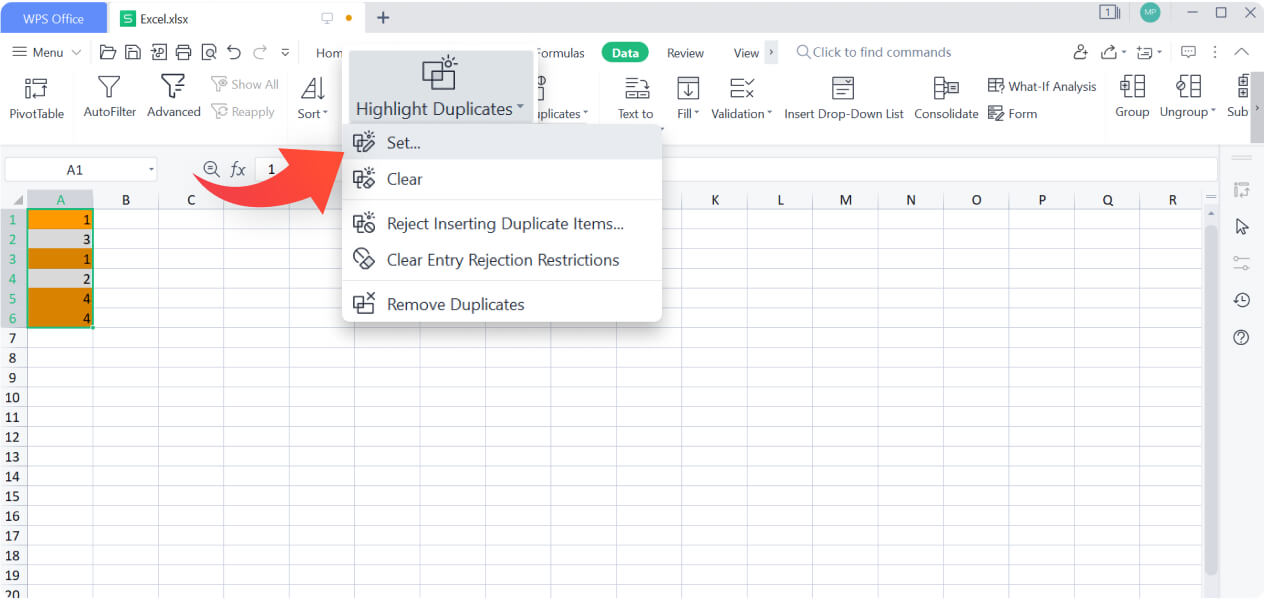 WPS Office
S Excel.xlsx
1
MP
Menu
Hom
Formulas
Data
Review
View
Click to find commands
PivotTable
AutoFilter
Advanced
Show All
Reapply
Sort
Highlight Duplicates
uplicates
Text to
Fill
Validation
Insert Drop-Down List
Consolidate
What-If Analysis
Form
Group
Ungroup
Sub
Set...
Clear
Reject Inserting Duplicate Items...
Clear Entry Rejection Restrictions
Remove Duplicates
A1
fx
1
A B C K L M N O P Q R
1 1
2 3
3 1
4 2
5 4
6 4
7
8
9
10
11
12
13
14
15
16
17
18
19
20